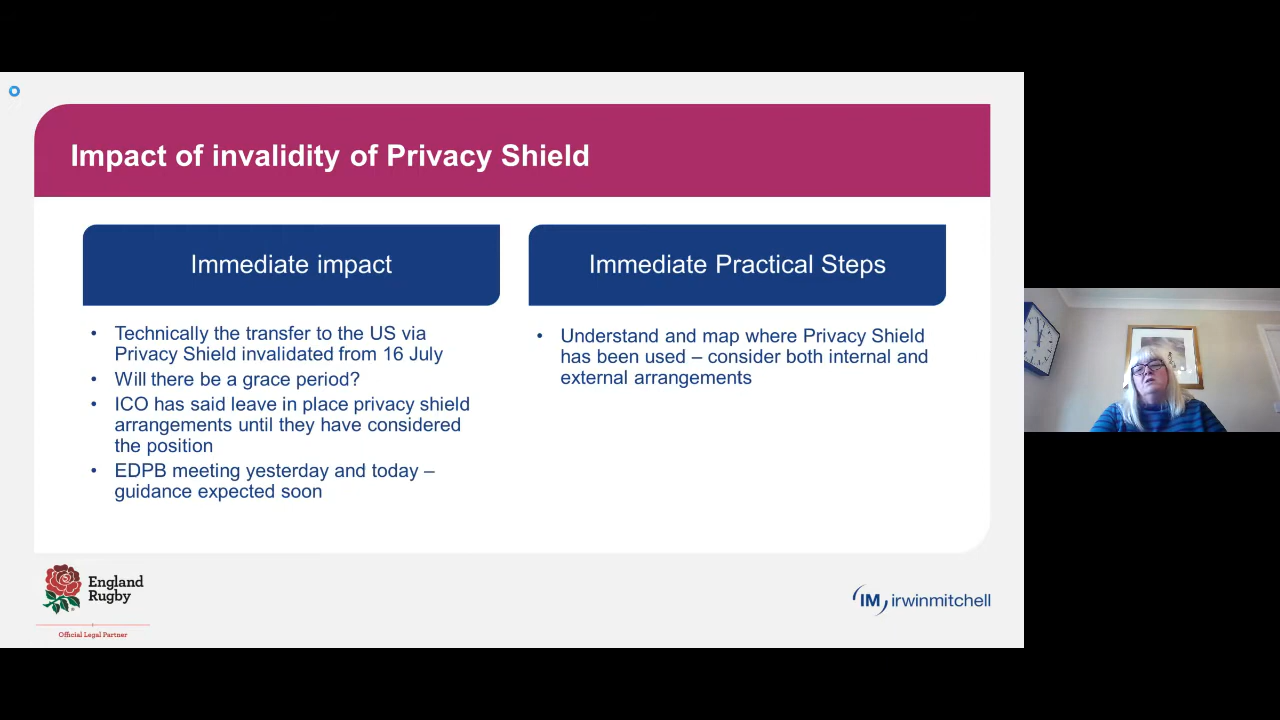 Impact of invalidity of Privacy Shield
Immediate impact
• Technically the transfer to the US via
Privacy Shield invalidated from 16 July
• Will there be a grace period?
• ICO has said leave in place privacy shield
arrangements until they have considered
the position
• EDPB meeting yesterday and today –
guidance expected soon
Immediate Practical Steps
• Understand and map where Privacy Shield
has been used – consider both internal and
external arrangements
England
Rugby
Official Legal Partner
IM irwinmitchell